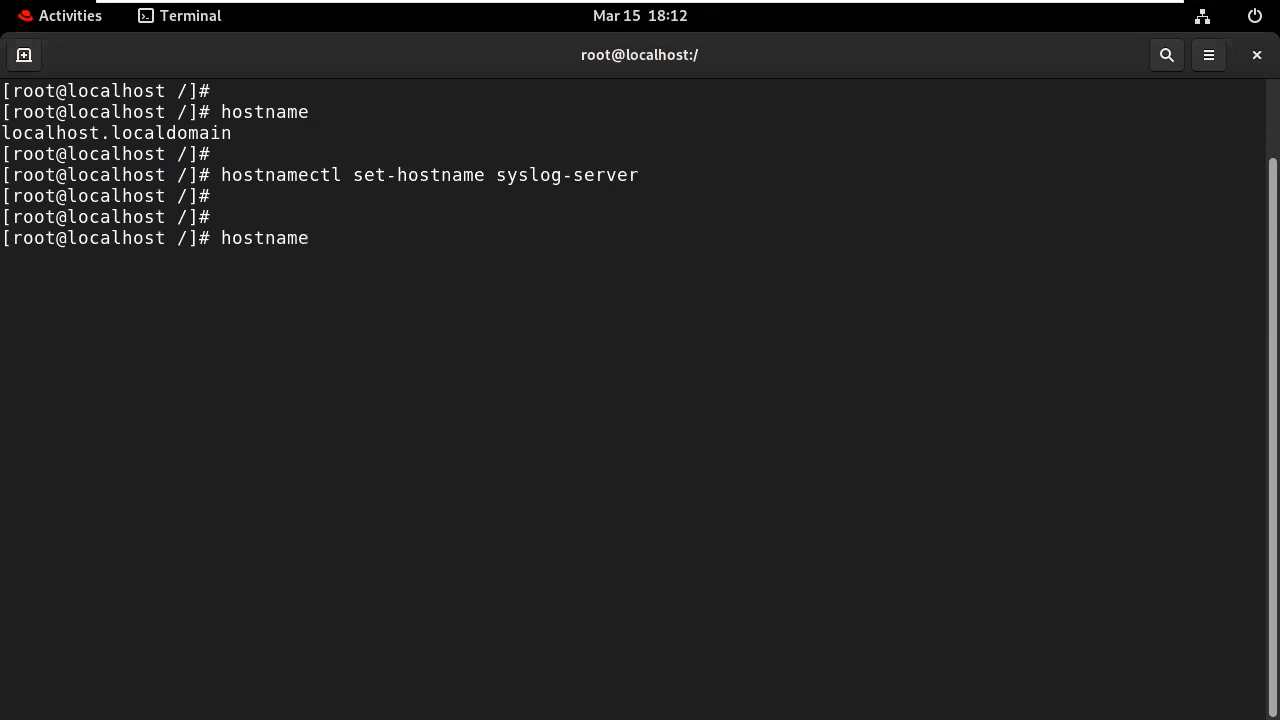 Activities Terminal Mar 15 18:12
root@localhost:/
[root@localhost /]#
[root@localhost /]# hostname
localhost.localdomain
[root@localhost /]#
[root@localhost /]# hostnamectl set-hostname syslog-server
[root@localhost /]#
[root@localhost /]#
[root@localhost /]# hostname